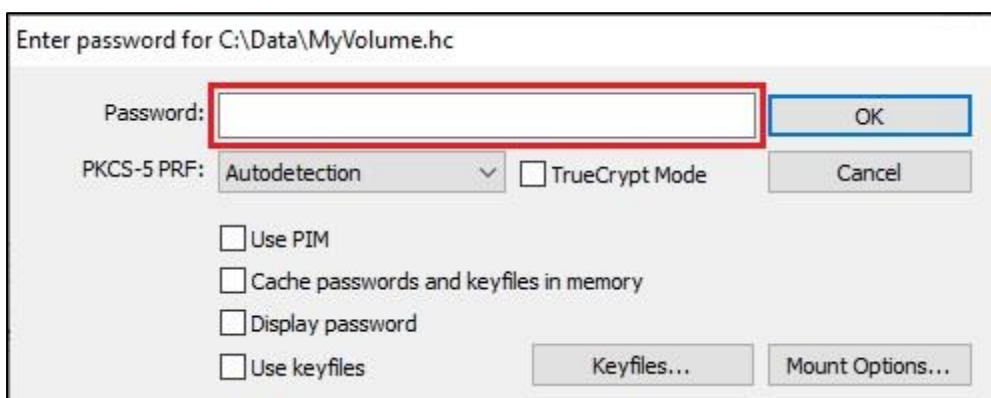 Enter password for C:\Data\MyVolume.hc
Password:
OK
PKCS-5 PRF: Autodetection TrueCrypt Mode Cancel
Use PIM
Cache passwords and keyfiles in memory
Display password
Use keyfiles Keyfiles... Mount Options...